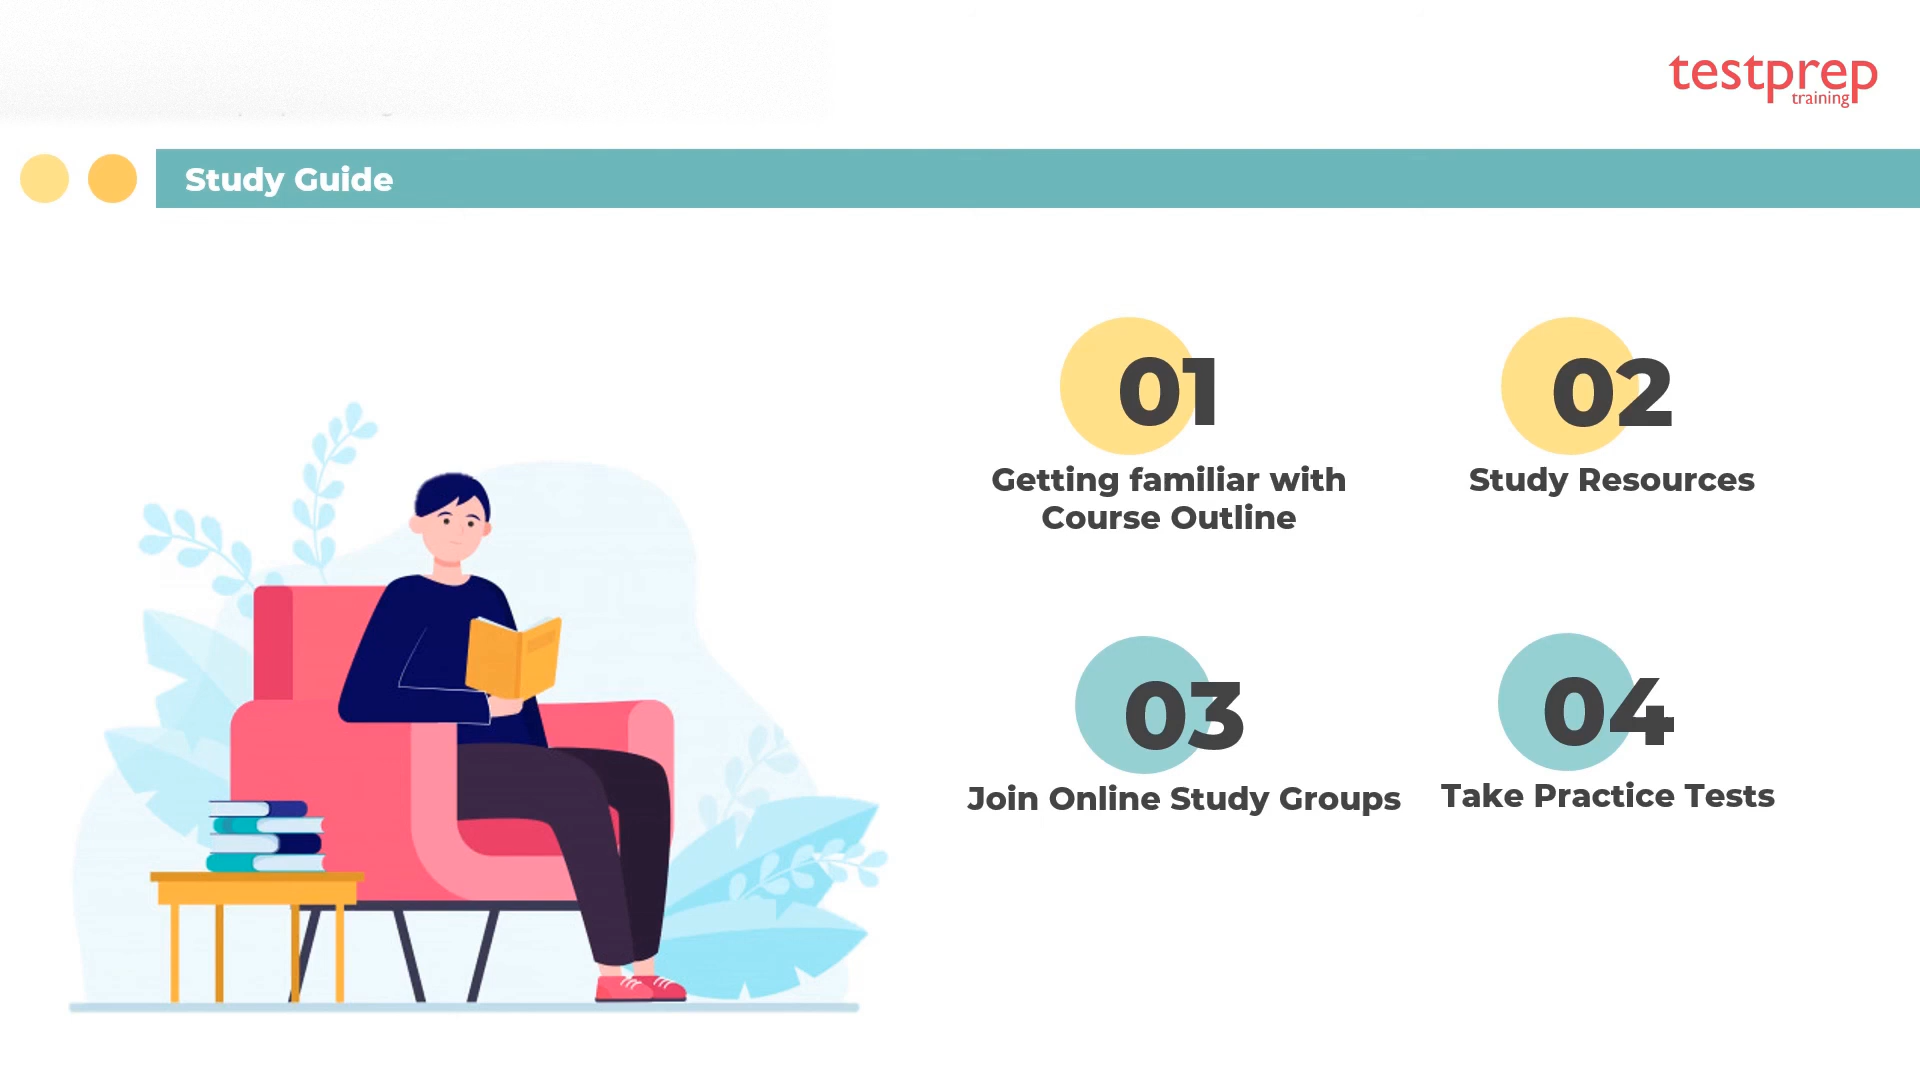 testprep
training
Study Guide
01
Getting familiar with
Course Outline
02
Study Resources
03
Join Online Study Groups
04
Take Practice Tests